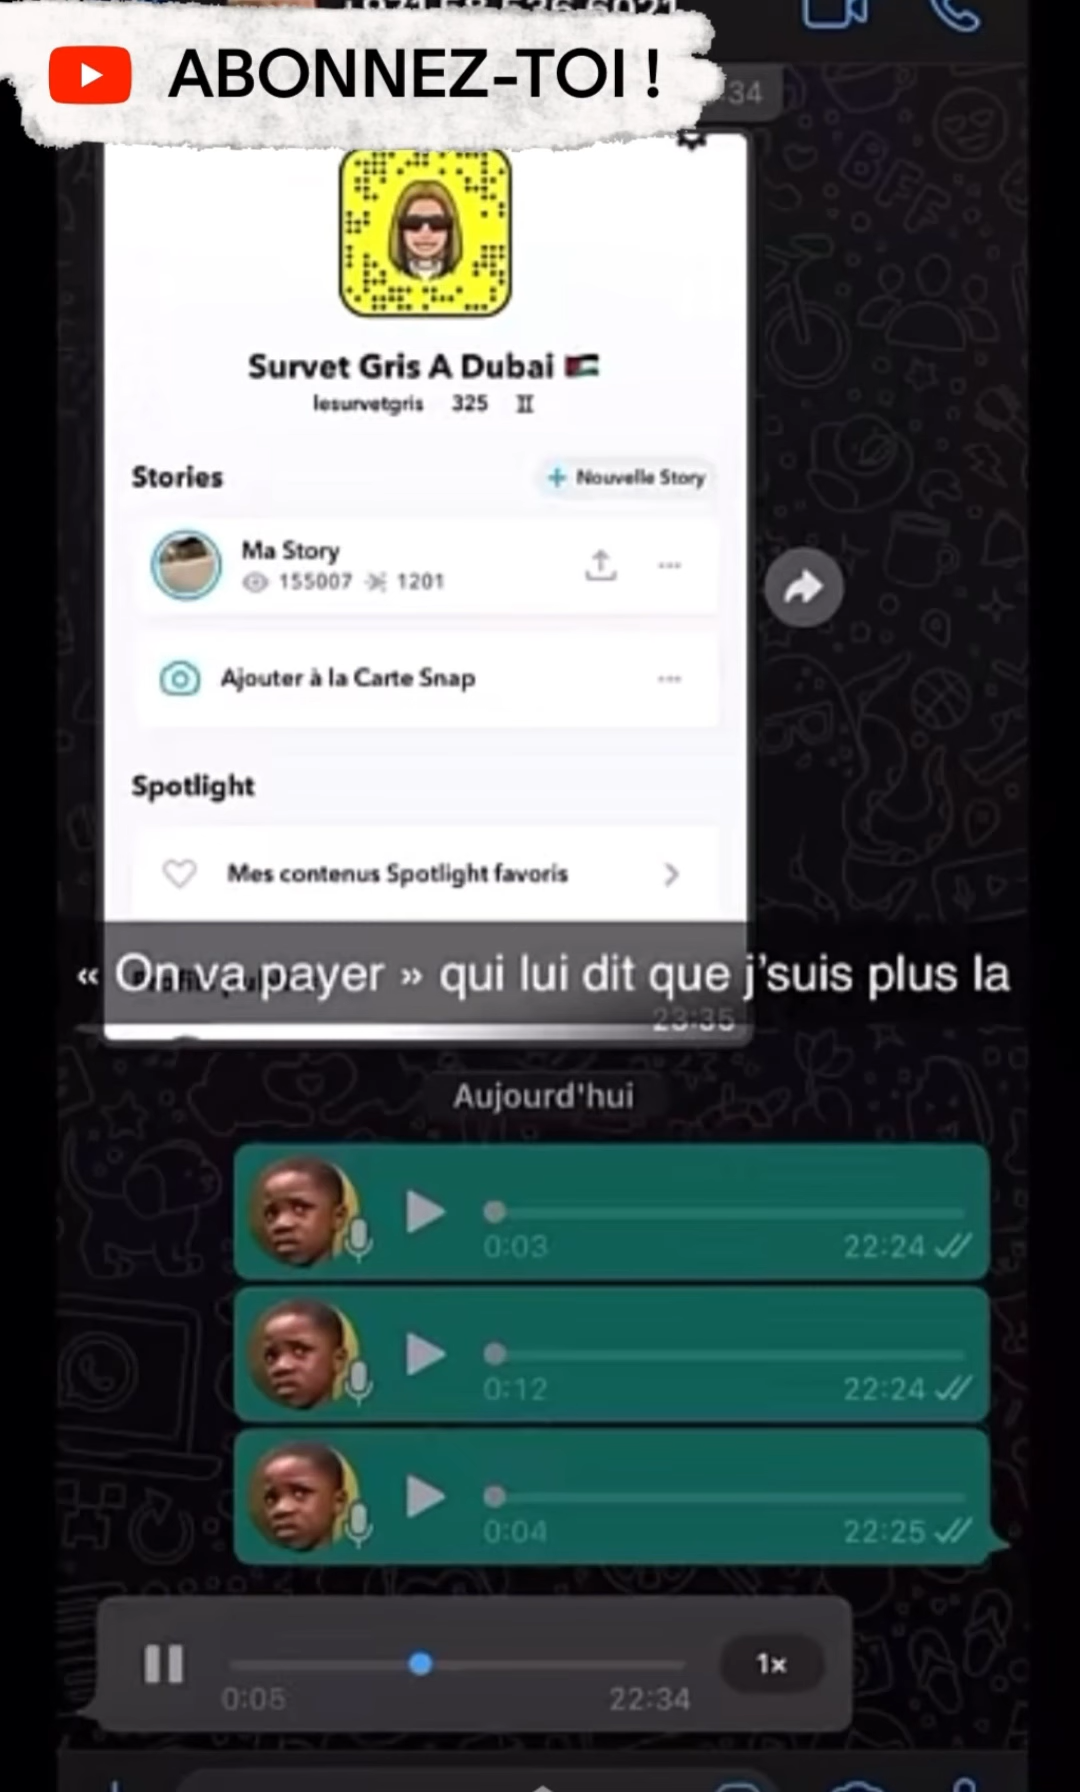 ABONNEZ-TOI !
34
Survet Gris A Dubai
lesurvetgris 325
Stories
+ Nouvelle Story
Ma Story
155007 1201
Ajouter à la Carte Snap
Spotlight
Mes contenus Spotlight favoris
« On va payer » qui lui dit que j’suis plus la
23:35
Aujourd'hui
0:03 22:24
0:12 22:24
0:04 22:25
1x
0:05 22:34